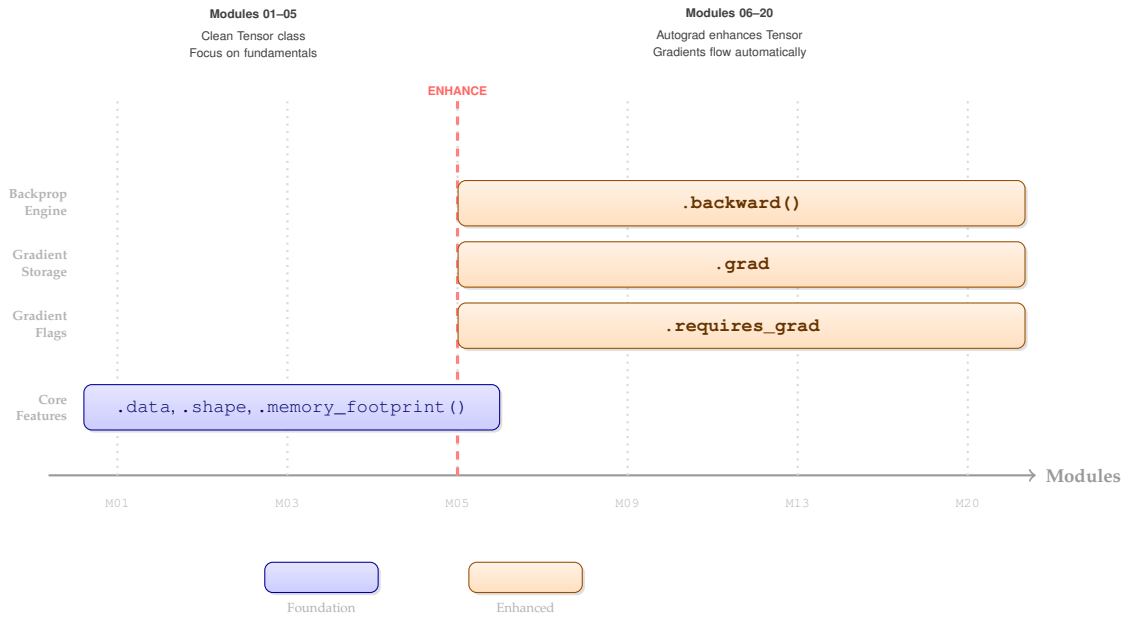 Modules 01–05
Clean Tensor class
Focus on fundamentals
Modules 06–20
Autograd enhances Tensor
Gradients flow automatically
ENHANCE
Backprop
Engine
.backward()
Gradient
Storage
.grad
Gradient
Flags
.requires_grad
Core
Features
.data, .shape, .memory_footprint()
Modules
M01
M03
M05
M09
M13
M20
Foundation
Enhanced